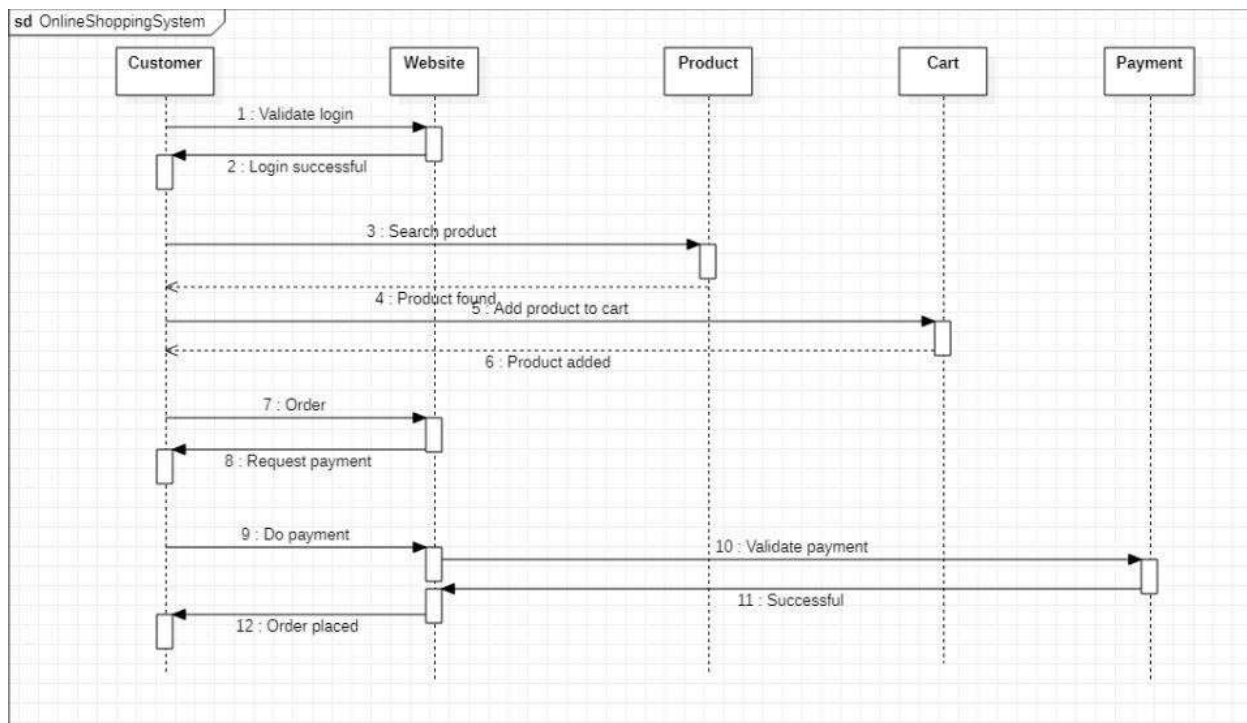 sd OnlineShoppingSystem
Customer
Website
Product
Cart
Payment
1 : Validate login
2 : Login successful
3 : Search product
4 : Product found
5 : Add product to cart
6 : Product added
7 : Order
8 : Request payment
9 : Do payment
10 : Validate payment
11 : Successful
12 : Order placed